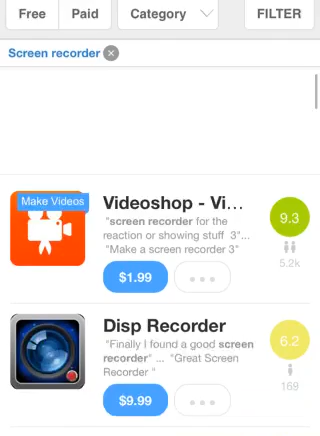 Free Paid Category FILTER
Screen recorder
Make Videos
Videoshop - Vi...
"screen recorder for the
reaction or showing stuff 3"...
"Make a screen recorder 3"
9.3
5.2k
$1.99
Disp Recorder
"Finally I found a good screen
recorder" ... "Great Screen
Recorder "
6.2
169
$9.99